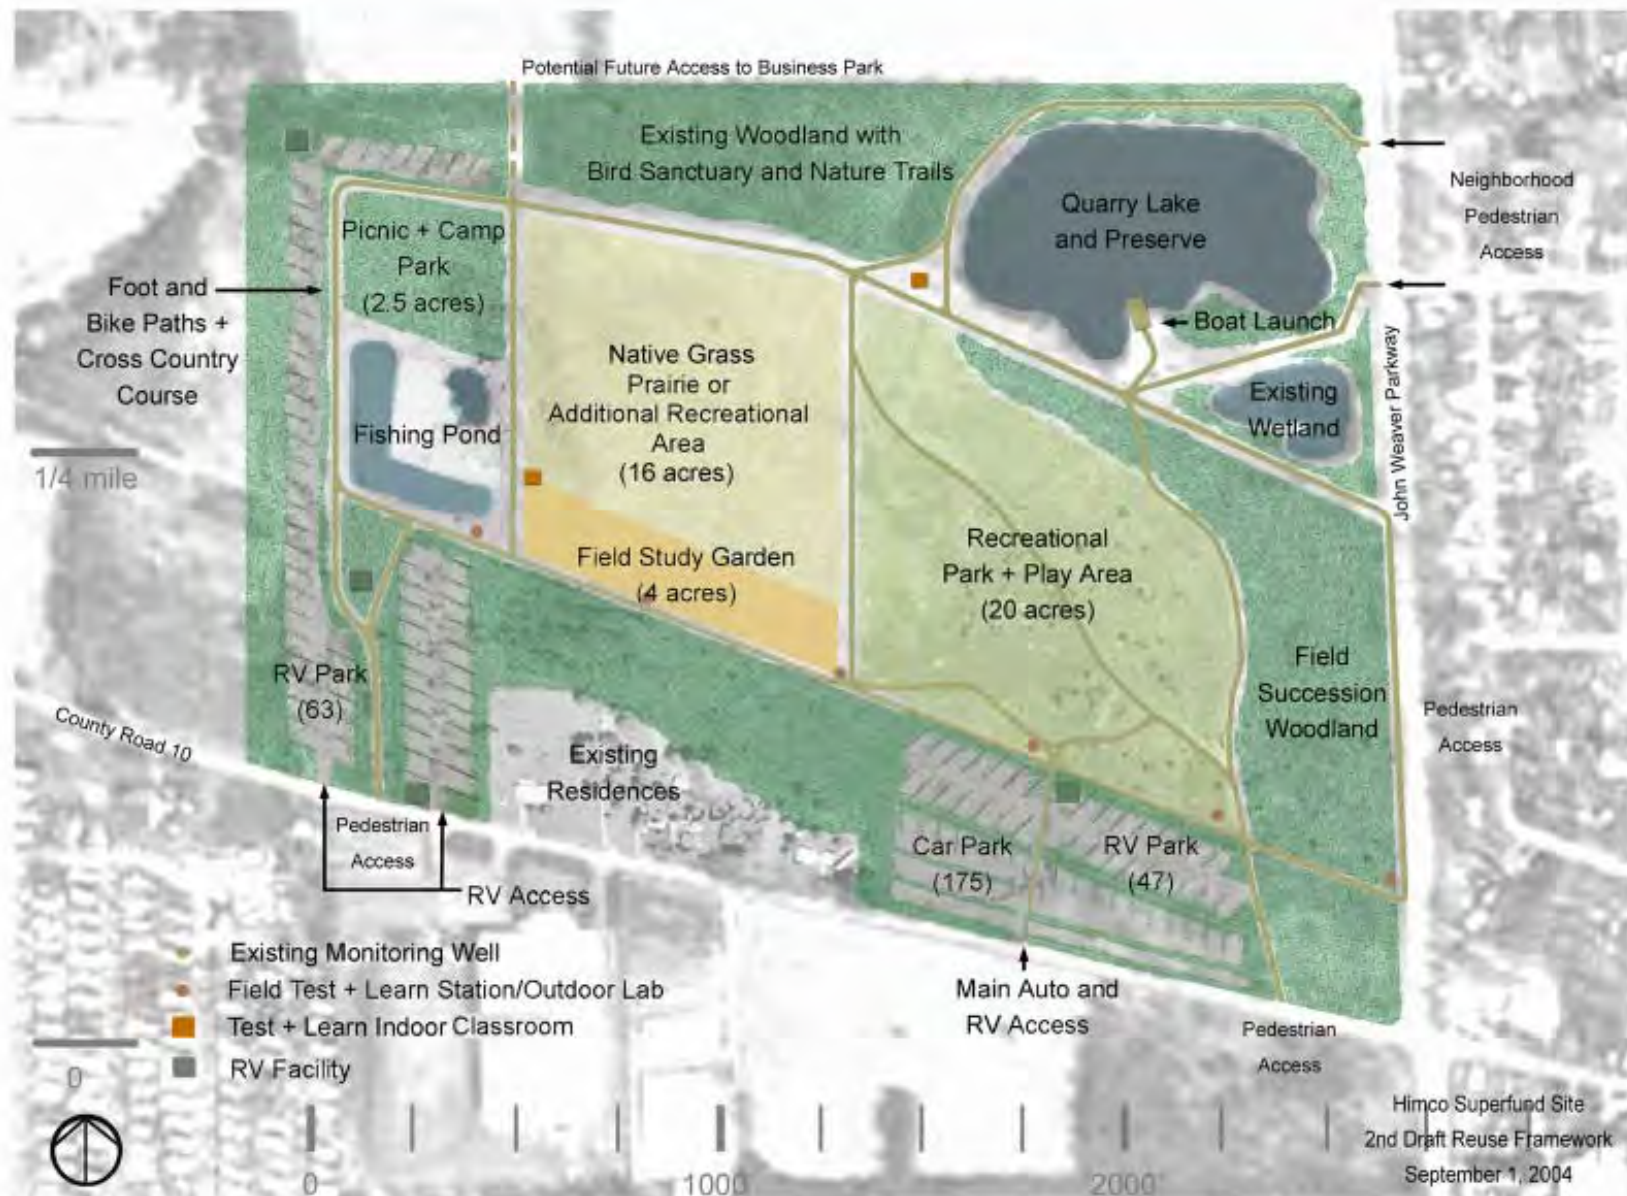 Potential Future Access to Business Park
Existing Woodland with
Bird Sanctuary and Nature Trails
Quarry Lake
and Preserve
Neighborhood
Pedestrian
Access
Picnic + Camp
Park
(2.5 acres)
Foot and
Bike Paths +
Cross Country
Course
Boat Launch
Native Grass
Prairie or
Additional Recreational
Area
(16 acres)
Existing
Wetland
John Weaver Parkway
Fishing Pond
1/4 mile
Field Study Garden
(4 acres)
Recreational
Park + Play Area
(20 acres)
Field
Succession
Woodland
RV Park
(63)
Pedestrian
Access
County Road 10
Existing
Residences
Pedestrian
Access
Car Park
(175)
RV Park
(47)
RV Access
Existing Monitoring Well
Field Test + Learn Station/Outdoor Lab
Test + Learn Indoor Classroom
RV Facility
Main Auto and
RV Access
Pedestrian
Access
0
Himco Superfund Site
2nd Draft Reuse Framework
September 1, 2004
0
1000
2000